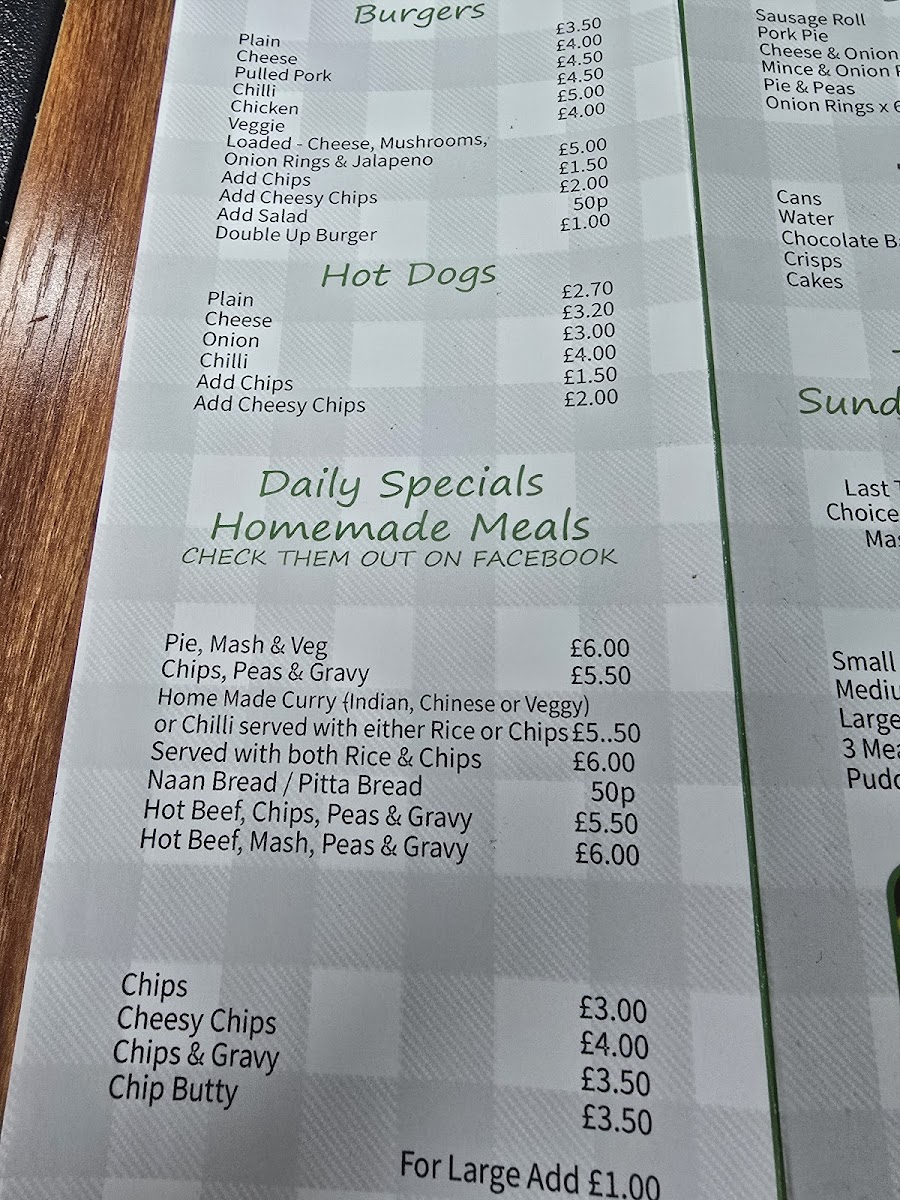 Burgers
Plain £3.50
Cheese £4.00
Pulled Pork £4.50
Chilli £4.50
Chicken £5.00
Veggie £4.00
Loaded - Cheese, Mushrooms,
Onion Rings & Jalapeno £5.00
Add Chips £1.50
Add Cheesy Chips £2.00
Add Salad 50p
Double Up Burger £1.00
Hot Dogs
Plain £2.70
Cheese £3.20
Onion £3.00
Chilli £4.00
Add Chips £1.50
Add Cheesy Chips £2.00
Daily Specials
Homemade Meals
CHECK THEM OUT ON FACEBOOK
Pie, Mash & Veg £6.00
Chips, Peas & Gravy £5.50
Home Made Curry (Indian, Chinese or Veggy)
or Chilli served with either Rice or Chips £5..50
Served with both Rice & Chips £6.00
Naan Bread / Pitta Bread 50p
Hot Beef, Chips, Peas & Gravy £5.50
Hot Beef, Mash, Peas & Gravy £6.00
Chips £3.00
Cheesy Chips £4.00
Chips & Gravy £3.50
Chip Butty £3.50
For Large Add £1.00
Sausage Roll
Pork Pie
Cheese & Onion
Mince & Onion
Pie & Peas
Onion Rings x
Cans
Water
Chocolate
Crisps
Cakes
Sund
Last
Choice
Small
Large
3